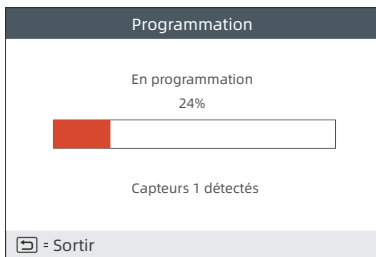 Programmation
En programmation
24%
Capteurs 1 détectés
= Sortir